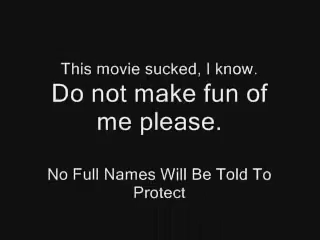 This movie sucked, I know.
Do not make fun of
me please.
No Full Names Will Be Told To
Protect